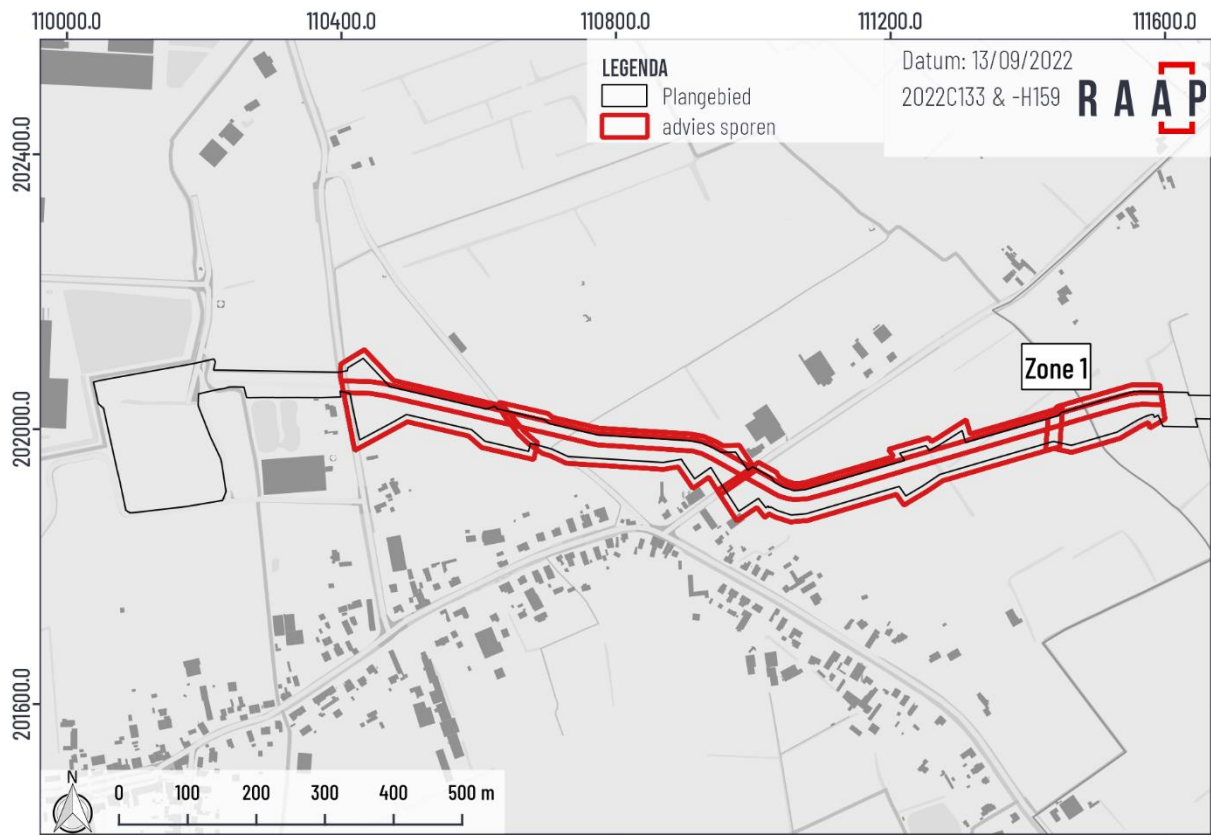 110000.0 110400.0 110800.0 111200.0 111600.0
LEGENDA
Plangebied
advies sporen
Datum: 13/09/2022
2022C133 & -H159
RAAP
202400.0
202000.0
201600.0
Zone 1
N
0 100 200 300 400 500 m